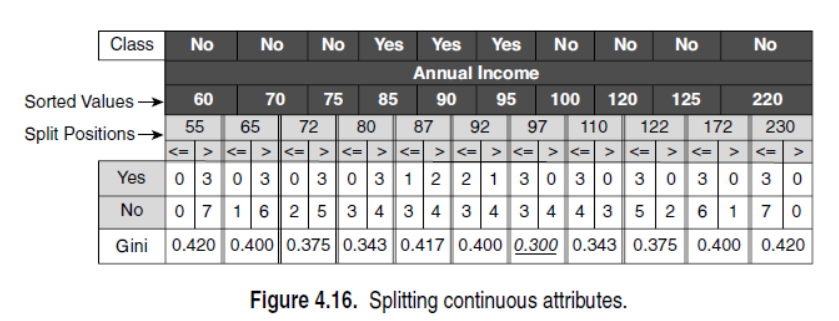 Class No No No Yes Yes Yes No No No No
Annual Income
Sorted Values → 60 70 75 85 90 95 100 120 125 220
Split Positions → 55 65 72 80 87 92 97 110 122 172 230
<= > <= > <= > <= > <= > <= > <= > <= > <= > <= > <= >
Yes 0 3 0 3 0 3 0 3 1 2 2 1 3 0 3 0 3 0 3 0 3 0
No 0 7 1 6 2 5 3 4 3 4 3 4 3 4 4 3 5 2 6 1 7 0
Gini 0.420 0.400 0.375 0.343 0.417 0.400 0.300 0.343 0.375 0.400 0.420
Figure 4.16. Splitting continuous attributes.